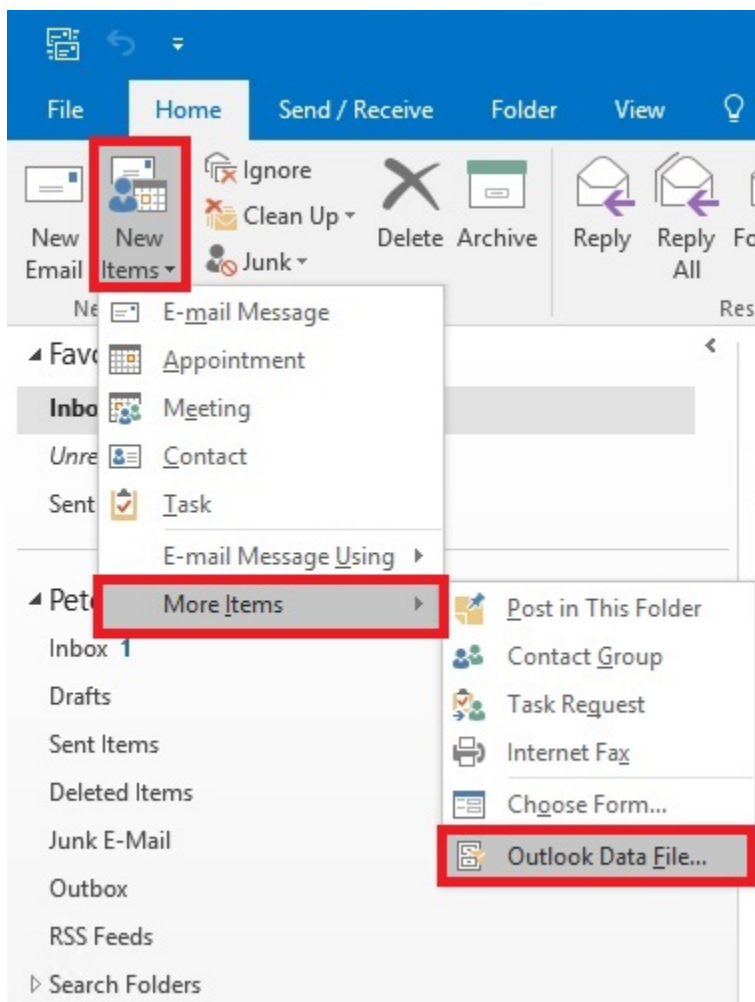 File Home Send / Receive Folder View
New Email
New Items
Ignore
Clean Up
Junk
Delete Archive Reply Reply All
E-mail Message
Appointment
Meeting
Contact
Task
E-mail Message Using
More Items
Inbox 1
Drafts
Sent Items
Deleted Items
Junk E-Mail
Outbox
RSS Feeds
Search Folders
Sent
Post in This Folder
Contact Group
Task Request
Internet Fax
Choose Form...
Outlook Data File...